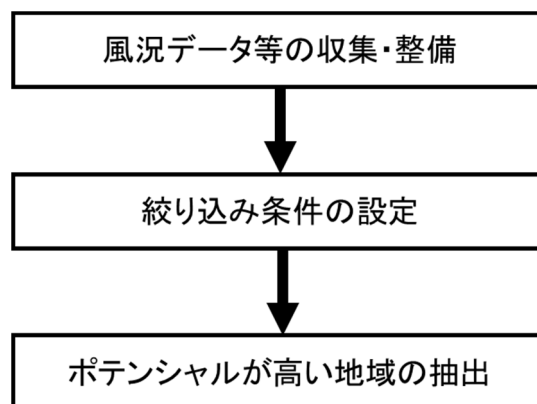 風況データ等の収集・整備
絞り込み条件の設定
ポテンシャルが高い地域の抽出